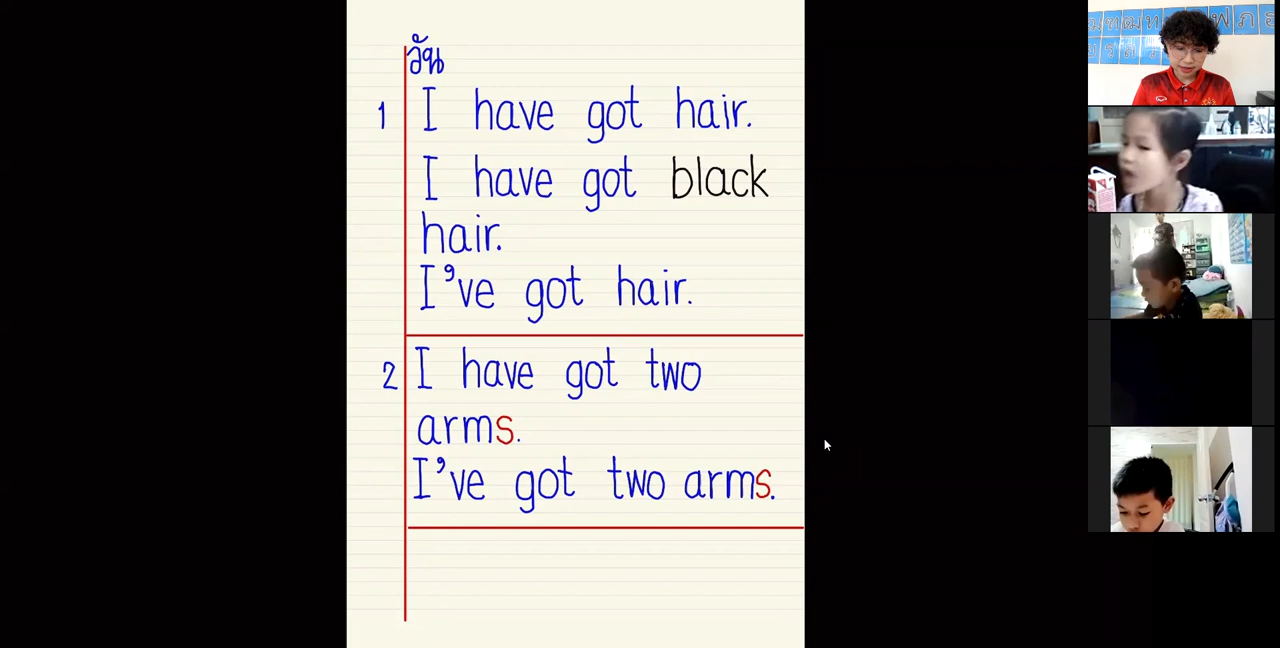 วัน
1 I have got hair.
I have got black
hair.
I've got hair.
2 I have got two
arms.
I've got two arms.